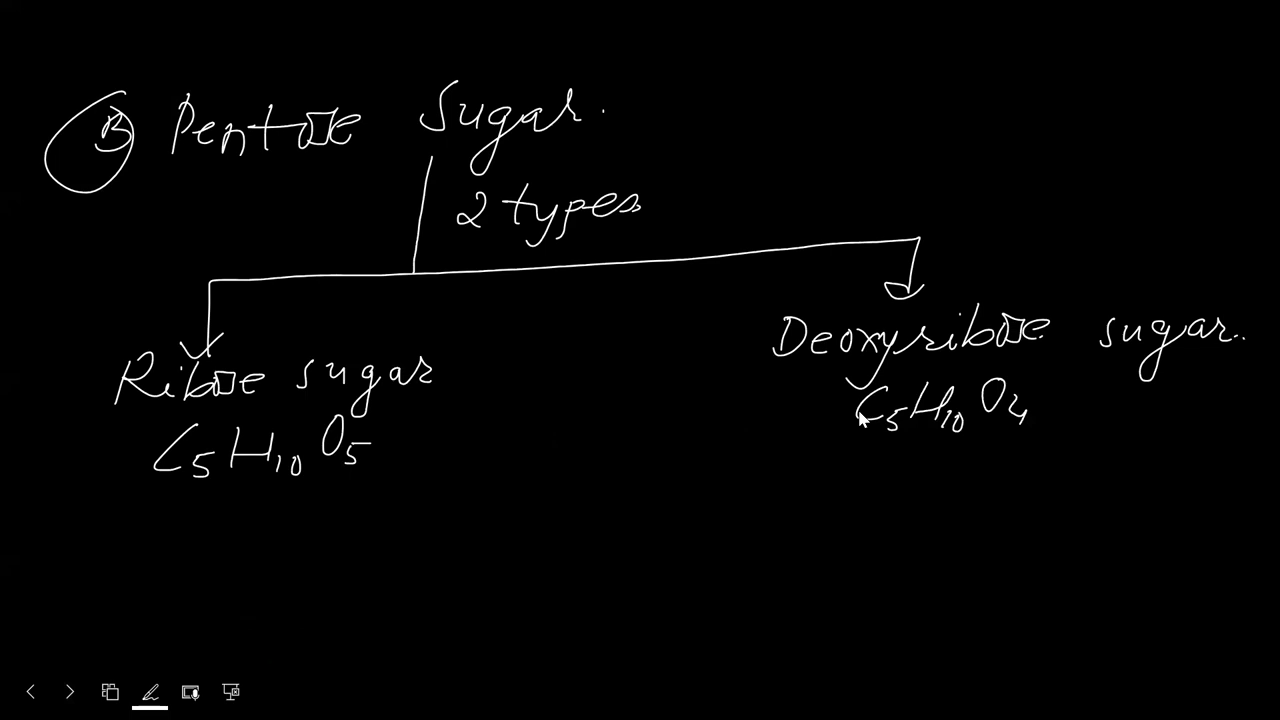 B Pentose Sugar.
2 types
Ribose sugar
C5H10O5
Deoxyribose sugar..
C5H10O4